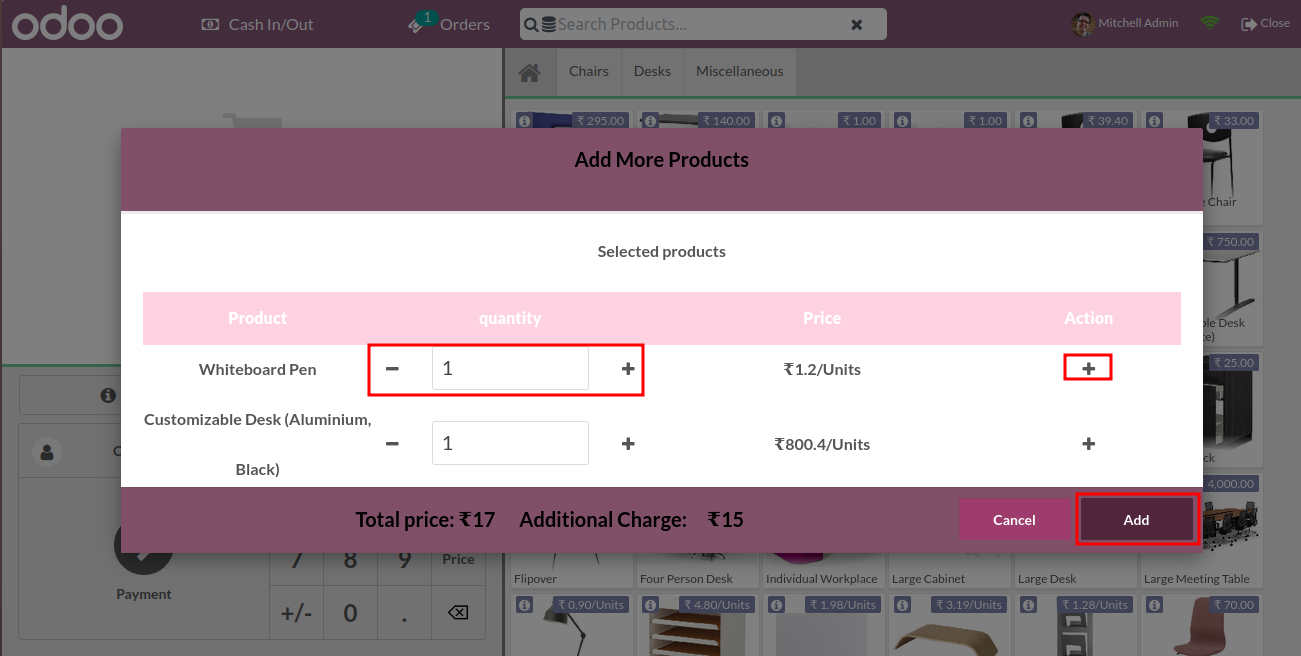 odoo
Cash In/Out
1
Orders
Search Products...
Mitchell Admin
Close
Chairs
Desks
Miscellaneous
₹ 295.00
₹ 140.00
₹ 1.00
₹ 1.00
₹ 39.40
₹ 33.00
Add More Products
Chair
Selected products
₹ 750.00
Product quantity Price Action
Whiteboard Pen 1 ₹1.2/Units
₹ 25.00
Customizable Desk (Aluminium,
Black)
1 ₹800.4/Units
4,000.00
Total price: ₹17 Additional Charge: ₹15
Cancel
Add
7 8 9 Price
Payment
+/- 0 .
Flipover
Four Person Desk
Individual Workplace
Large Cabinet
Large Desk
Large Meeting Table
₹ 0.90/Units
₹ 4.80/Units
₹ 1.98/Units
₹ 3.19/Units
₹ 1.28/Units
₹ 70.00